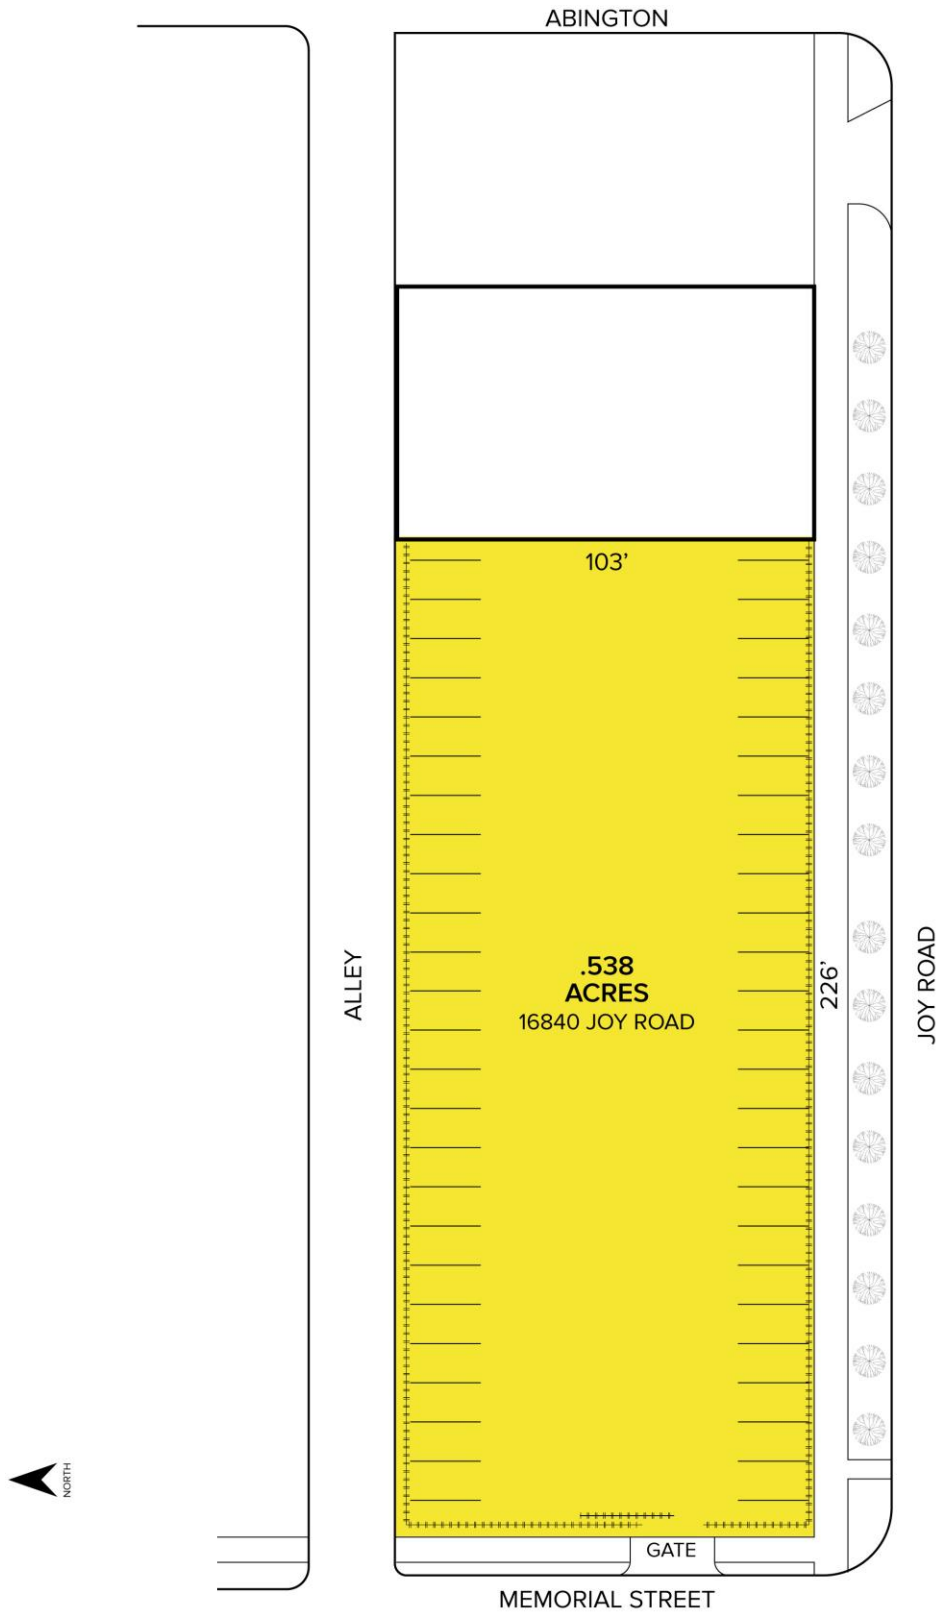 ABINGTON
103'
ALLEY
.538
ACRES
16840 JOY ROAD
226'
JOY ROAD
NORTH
GATE
MEMORIAL STREET